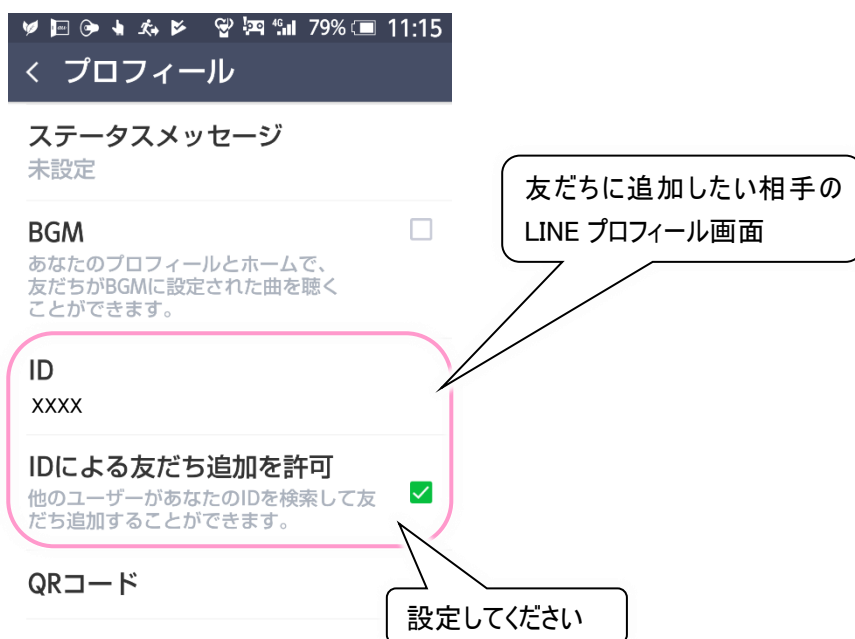 79% 11:15
< プロフィール
ステータスメッセージ
未設定
BGM
あなたのプロフィールとホームで、
友だちがBGMに設定された曲を聴く
ことができます。
ID
XXXX
IDによる友だち追加を許可
他のユーザーがあなたのIDを検索して友
だち追加することができます。
QRコード
友だちに追加したい相手の
LINE プロフィール画面
設定してください